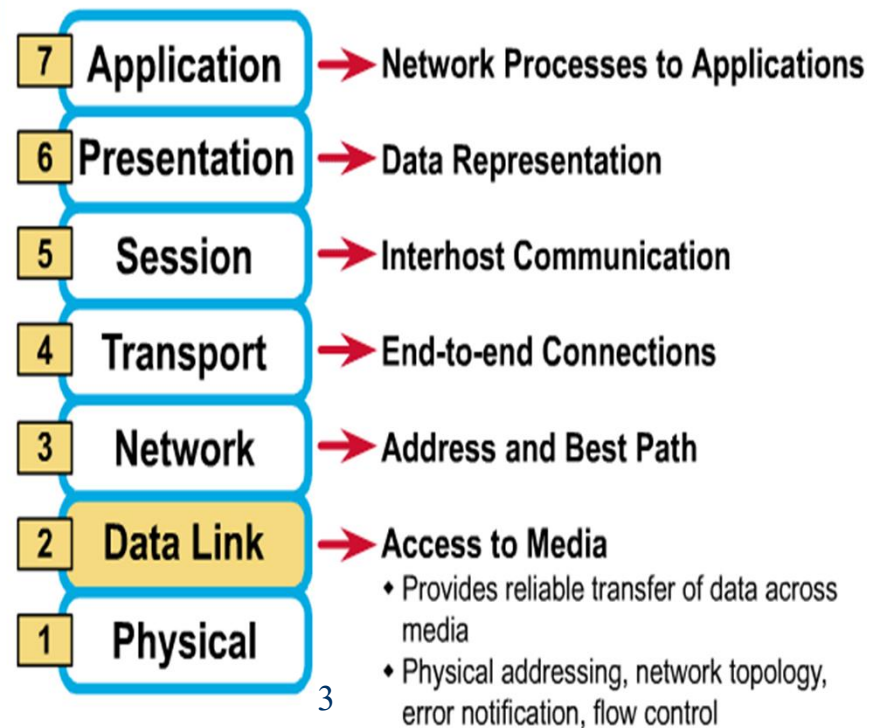 7 Application Network Processes to Applications
6 Presentation Data Representation
5 Session Interhost Communication
4 Transport End-to-end Connections
3 Network Address and Best Path
2 Data Link Access to Media
• Provides reliable transfer of data across
media
1 Physical
• Physical addressing, network topology,
error notification, flow control
3